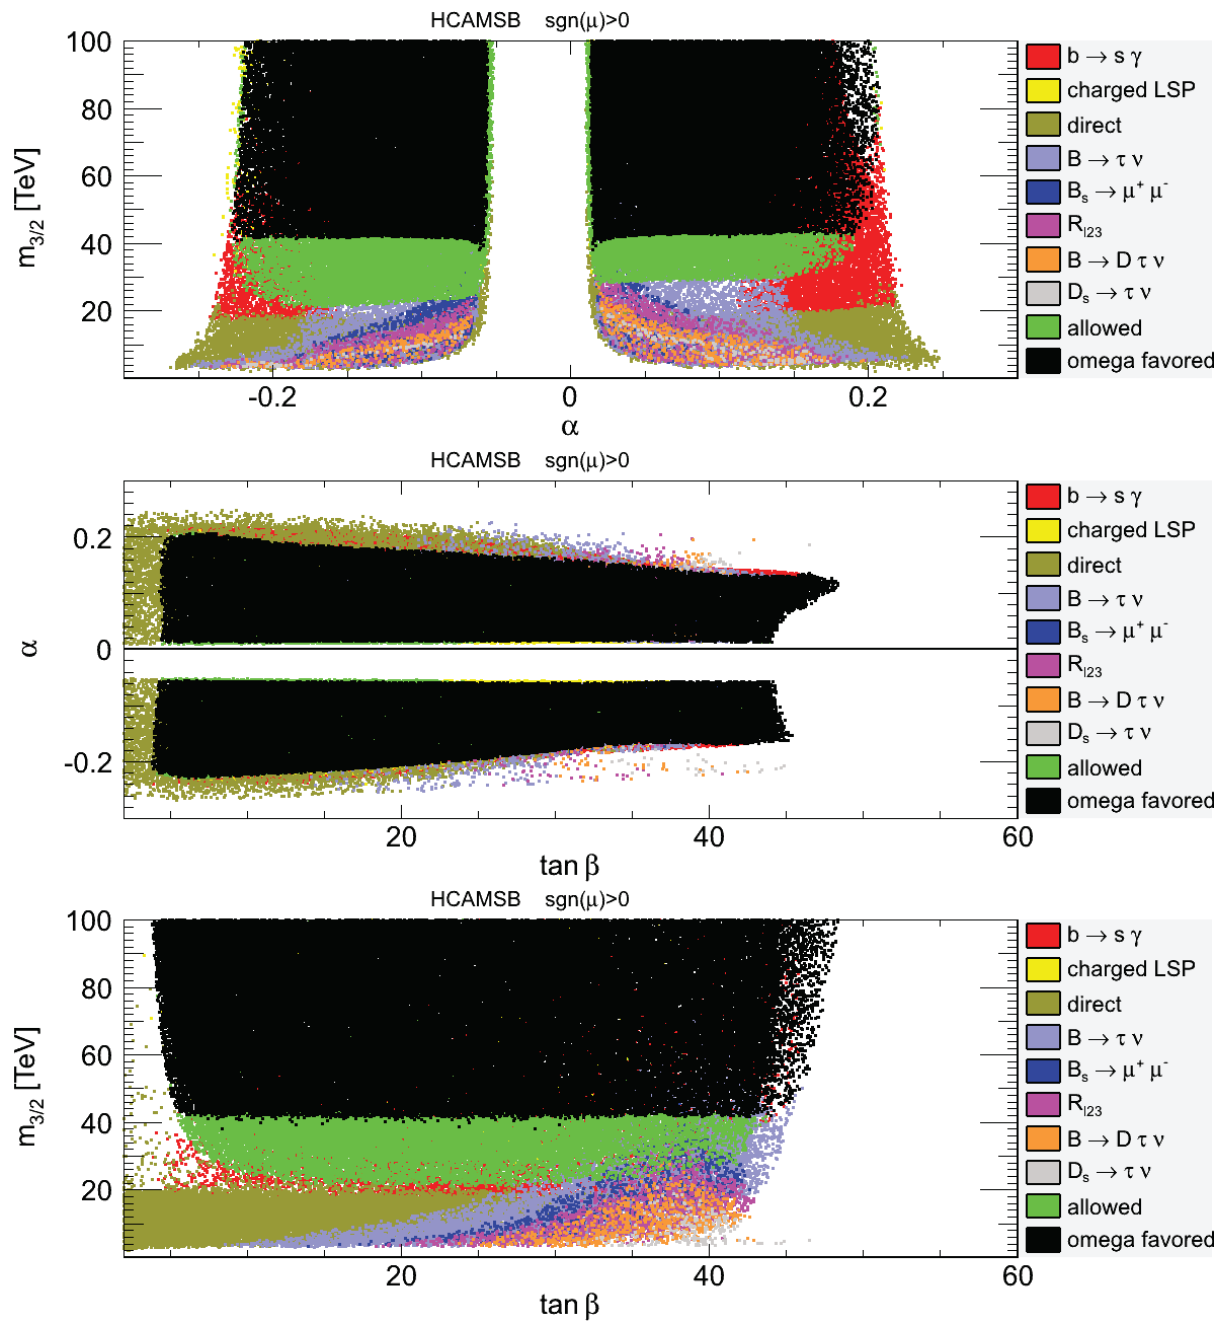 HCAMSB sgn(μ)>0
100
80
60
40
20
m3/2 [TeV]
-0.2 0 0.2
α
b → s γ
charged LSP
direct
B → τ ν
Bs → μ+ μ-
Rl23
B → D τ ν
Ds → τ ν
allowed
omega favored
HCAMSB sgn(μ)>0
0.2
0
-0.2
α
20 40 60
tan β
b → s γ
charged LSP
direct
B → τ ν
Bs → μ+ μ-
Rl23
B → D τ ν
Ds → τ ν
allowed
omega favored
HCAMSB sgn(μ)>0
100
80
60
40
20
m3/2 [TeV]
20 40 60
tan β
b → s γ
charged LSP
direct
B → τ ν
Bs → μ+ μ-
Rl23
B → D τ ν
Ds → τ ν
allowed
omega favored